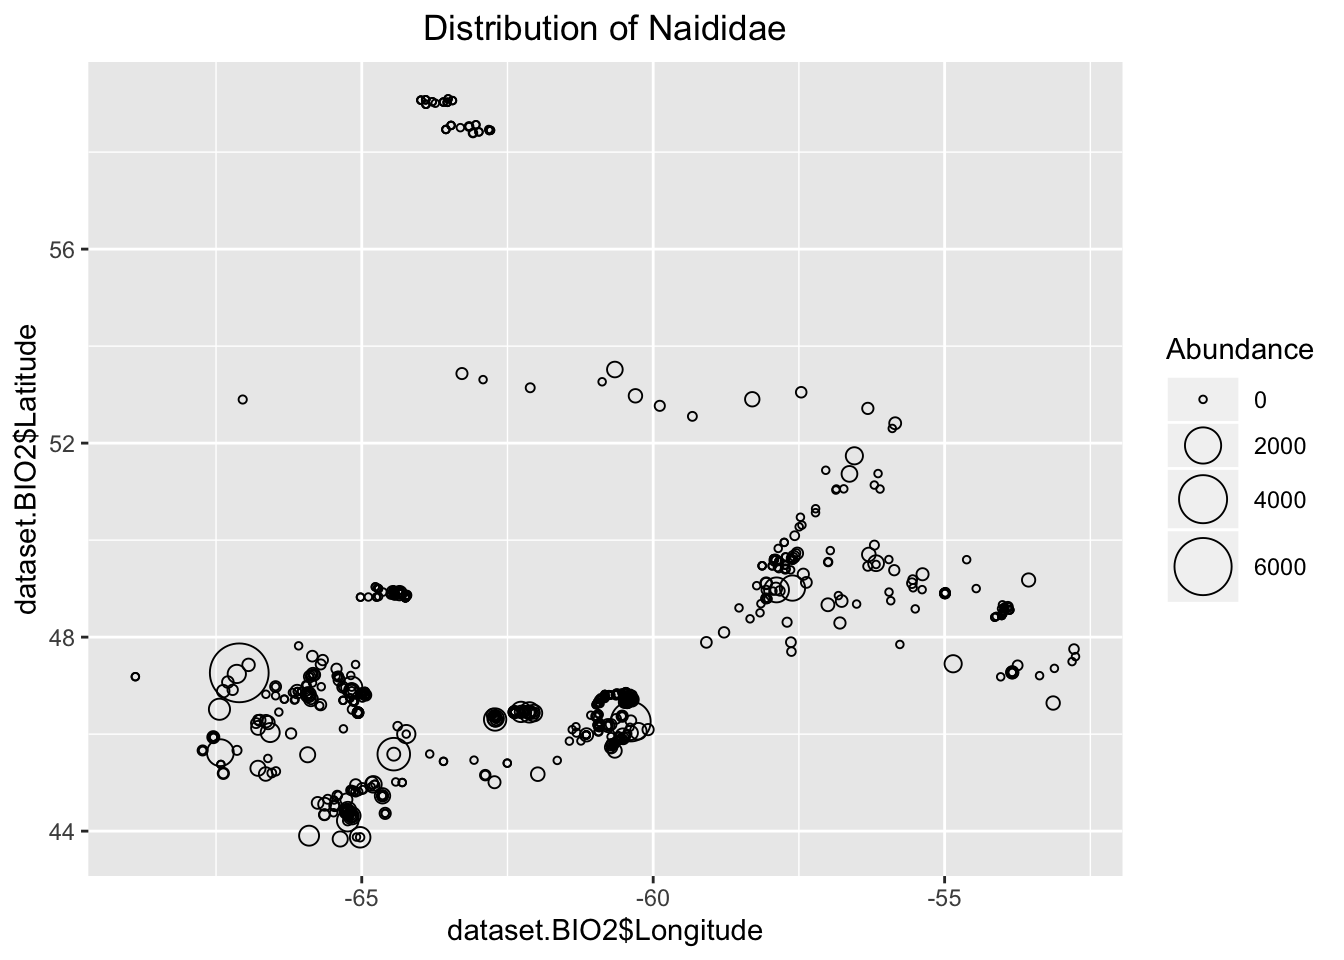 Distribution of Naididae
dataset.BIO2$Latitude
56
52
48
44
-65
-60
-55
dataset.BIO2$Longitude
Abundance
0
2000
4000
6000